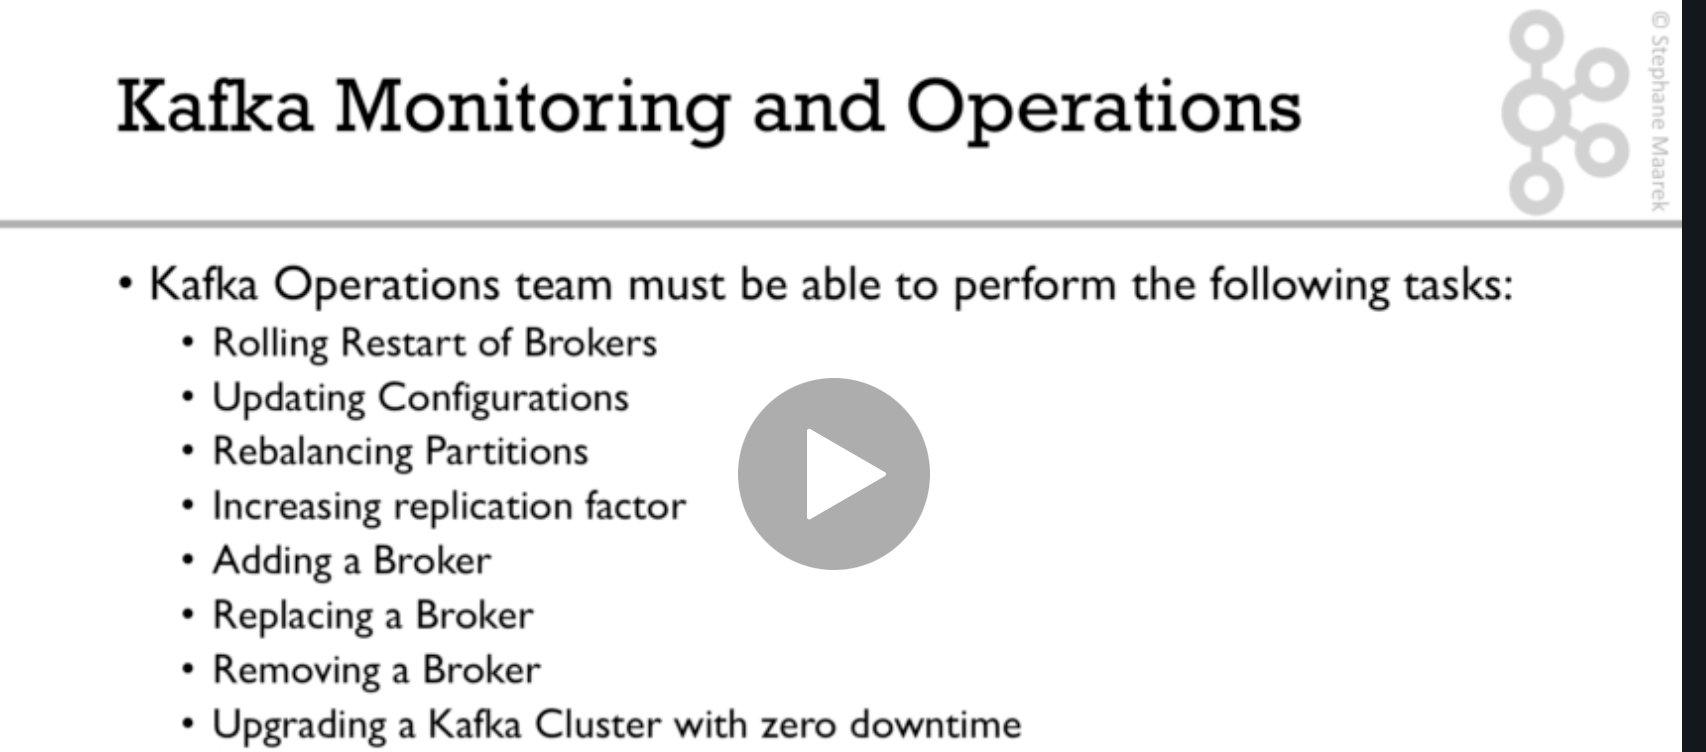 Kafka Monitoring and Operations
© Stephane Maarek
• Kafka Operations team must be able to perform the following tasks:
• Rolling Restart of Brokers
• Updating Configurations
• Rebalancing Partitions
• Increasing replication factor
• Adding a Broker
• Replacing a Broker
• Removing a Broker
• Upgrading a Kafka Cluster with zero downtime